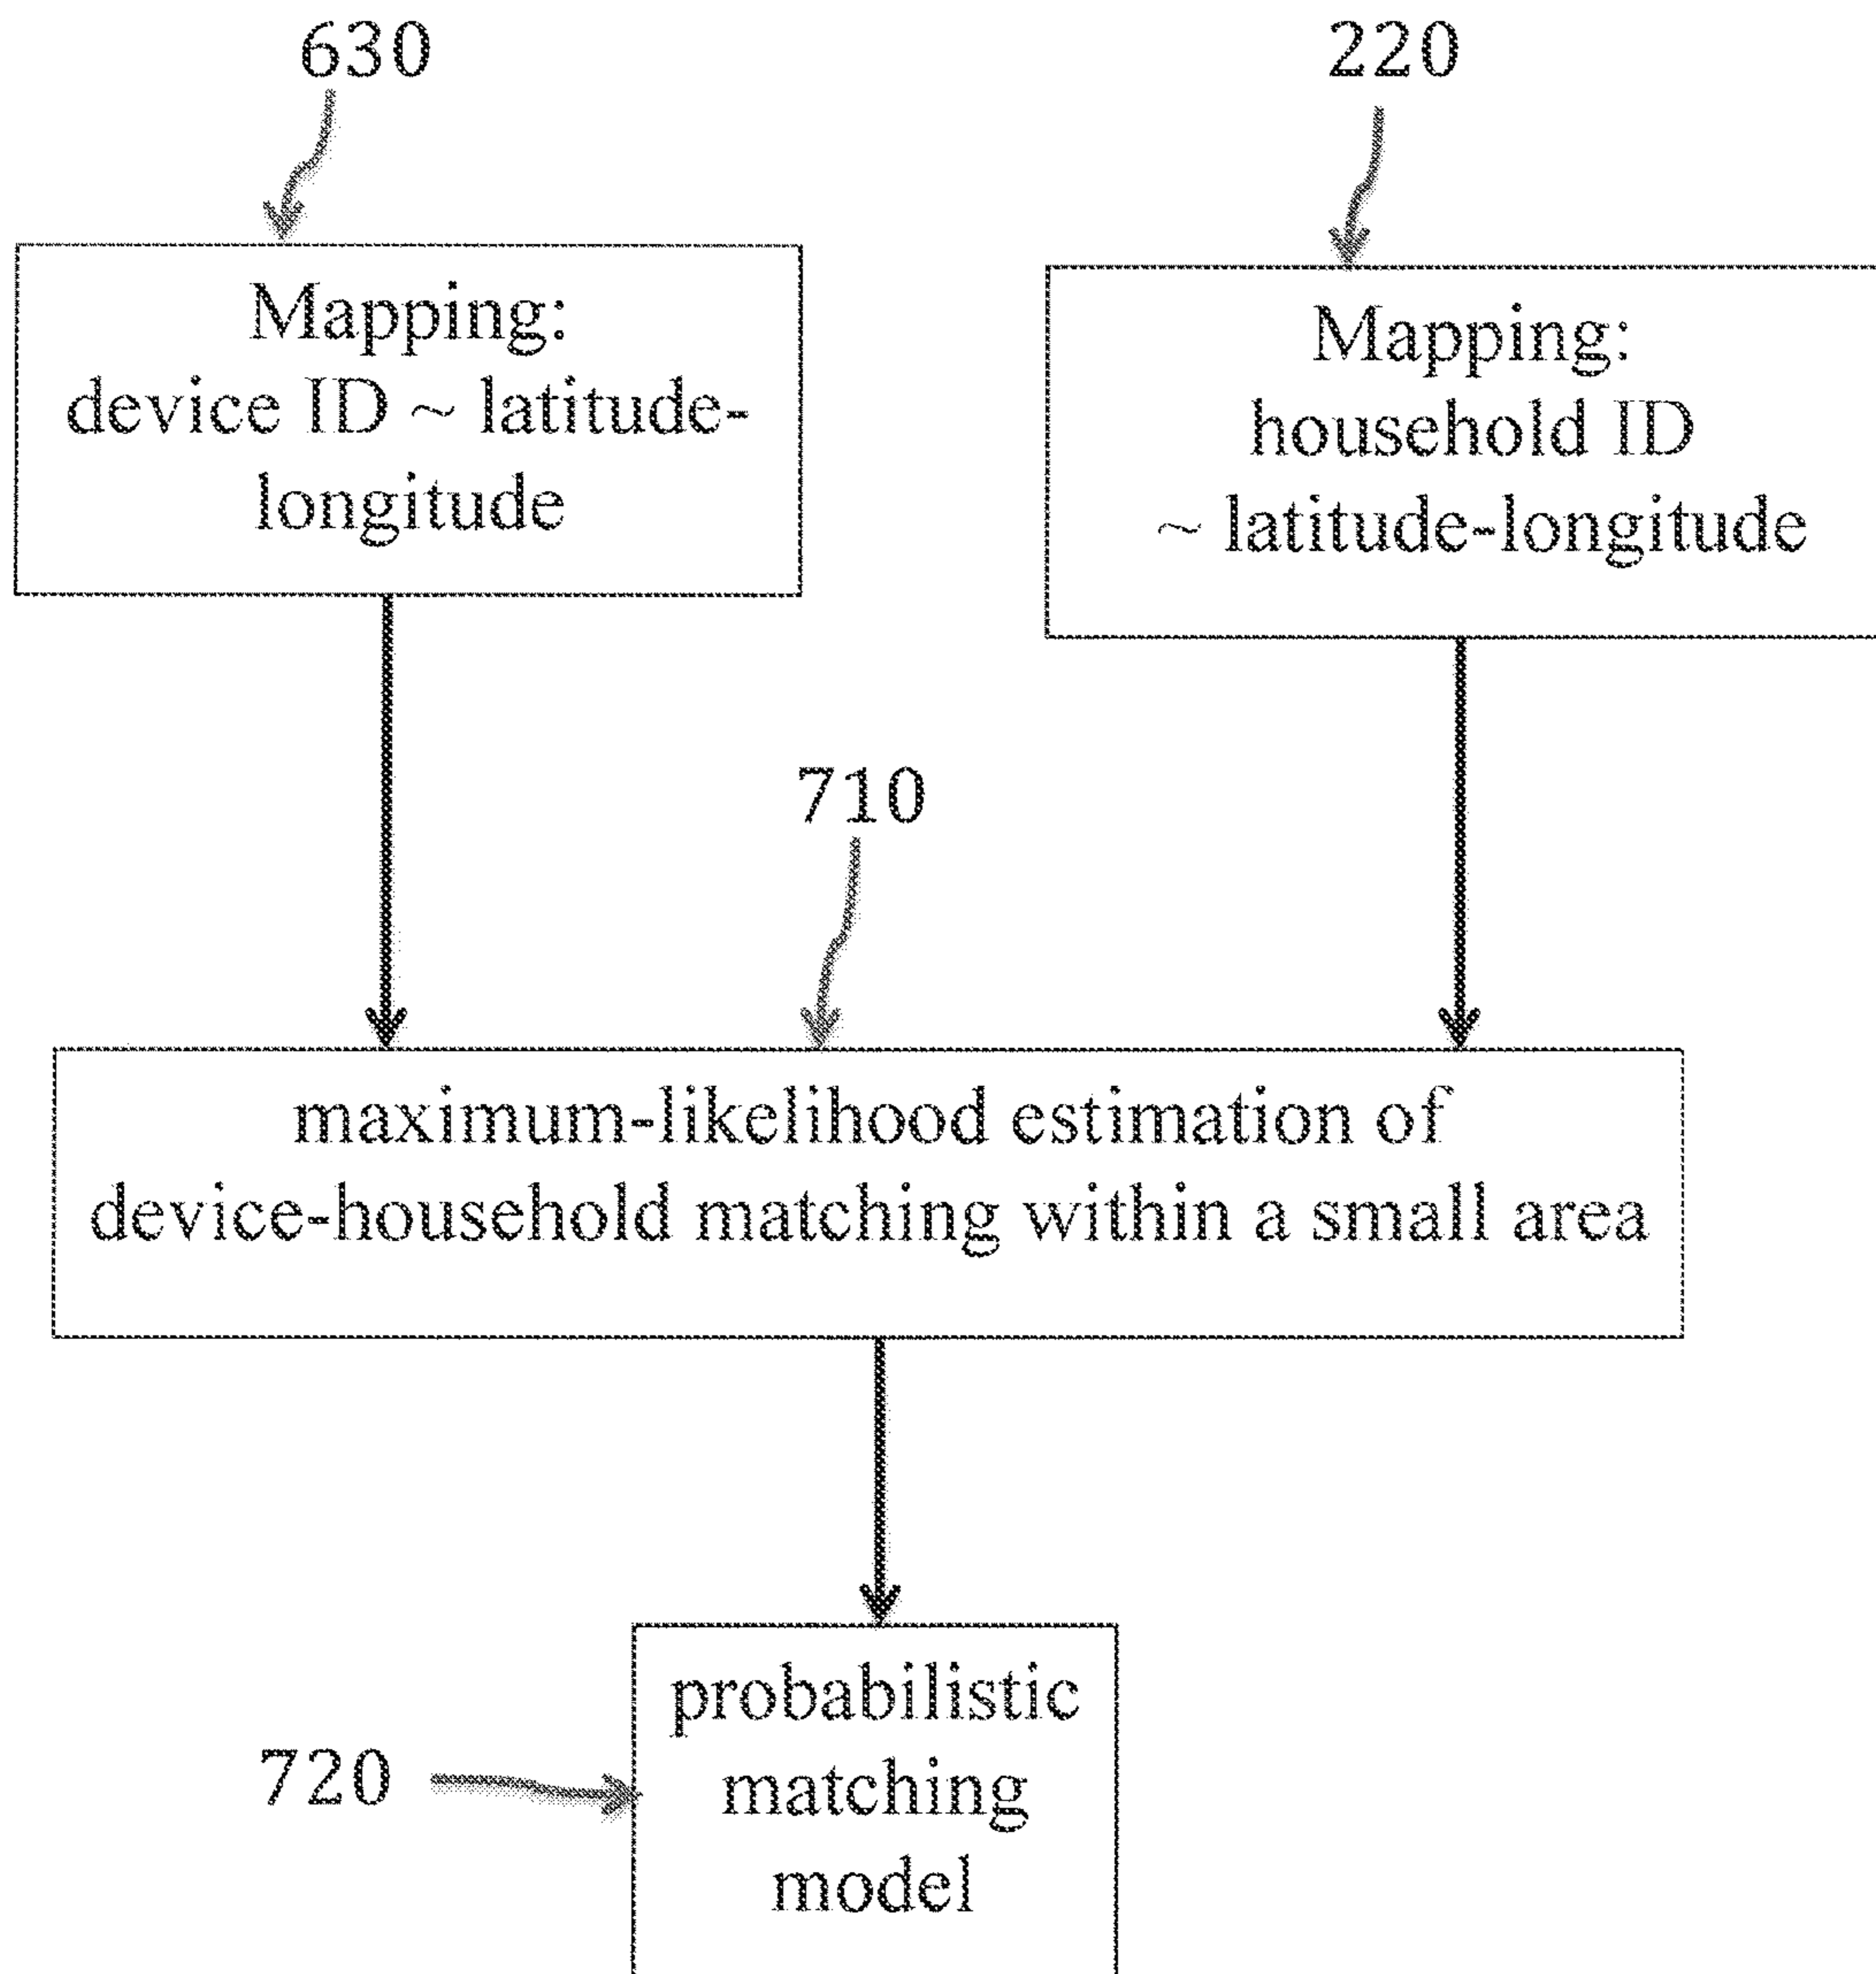 630
Mapping:
device ID ~ latitude-
longitude
220
Mapping:
household ID
~ latitude-longitude
710
maximum-likelihood estimation of
device-household matching within a small area
720
probabilistic
matching
model